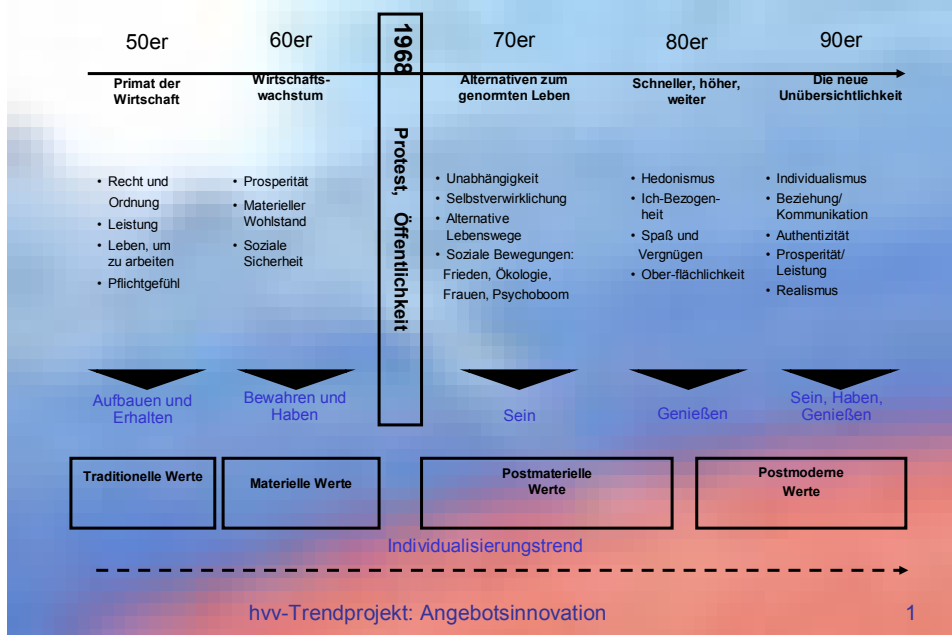 50er
60er
1968 Protest, Öffentlichkeit
70er
80er
90er
Primat der
Wirtschaft
Wirtschafts-
wachstum
Alternativen zum
genormten Leben
Schneller, höher,
weiter
Die neue
Unübersichtlichkeit
• Recht und
Ordnung
• Leistung
• Leben, um
zu arbeiten
• Pflichtgefühl
• Prosperität
• Materieller
Wohlstand
• Soziale
Sicherheit
• Unabhängigkeit
• Selbstverwirklichung
• Alternative
Lebenswege
• Soziale Bewegungen:
Frieden, Ökologie,
Frauen, Psychoboom
• Hedonismus
• Ich-Bezogen-
heit
• Spaß und
Vergnügen
• Ober-flächlichkeit
• Individualismus
• Beziehung/
Kommunikation
• Authentizität
• Prosperität/
Leistung
• Realismus
Aufbauen und
Erhalten
Bewahren und
Haben
Sein
Genießen
Sein, Haben,
Genießen
Traditionelle Werte
Materielle Werte
Postmaterielle
Werte
Postmoderne
Werte
Individualisierungstrend
hvv-Trendprojekt: Angebotsinnovation
1